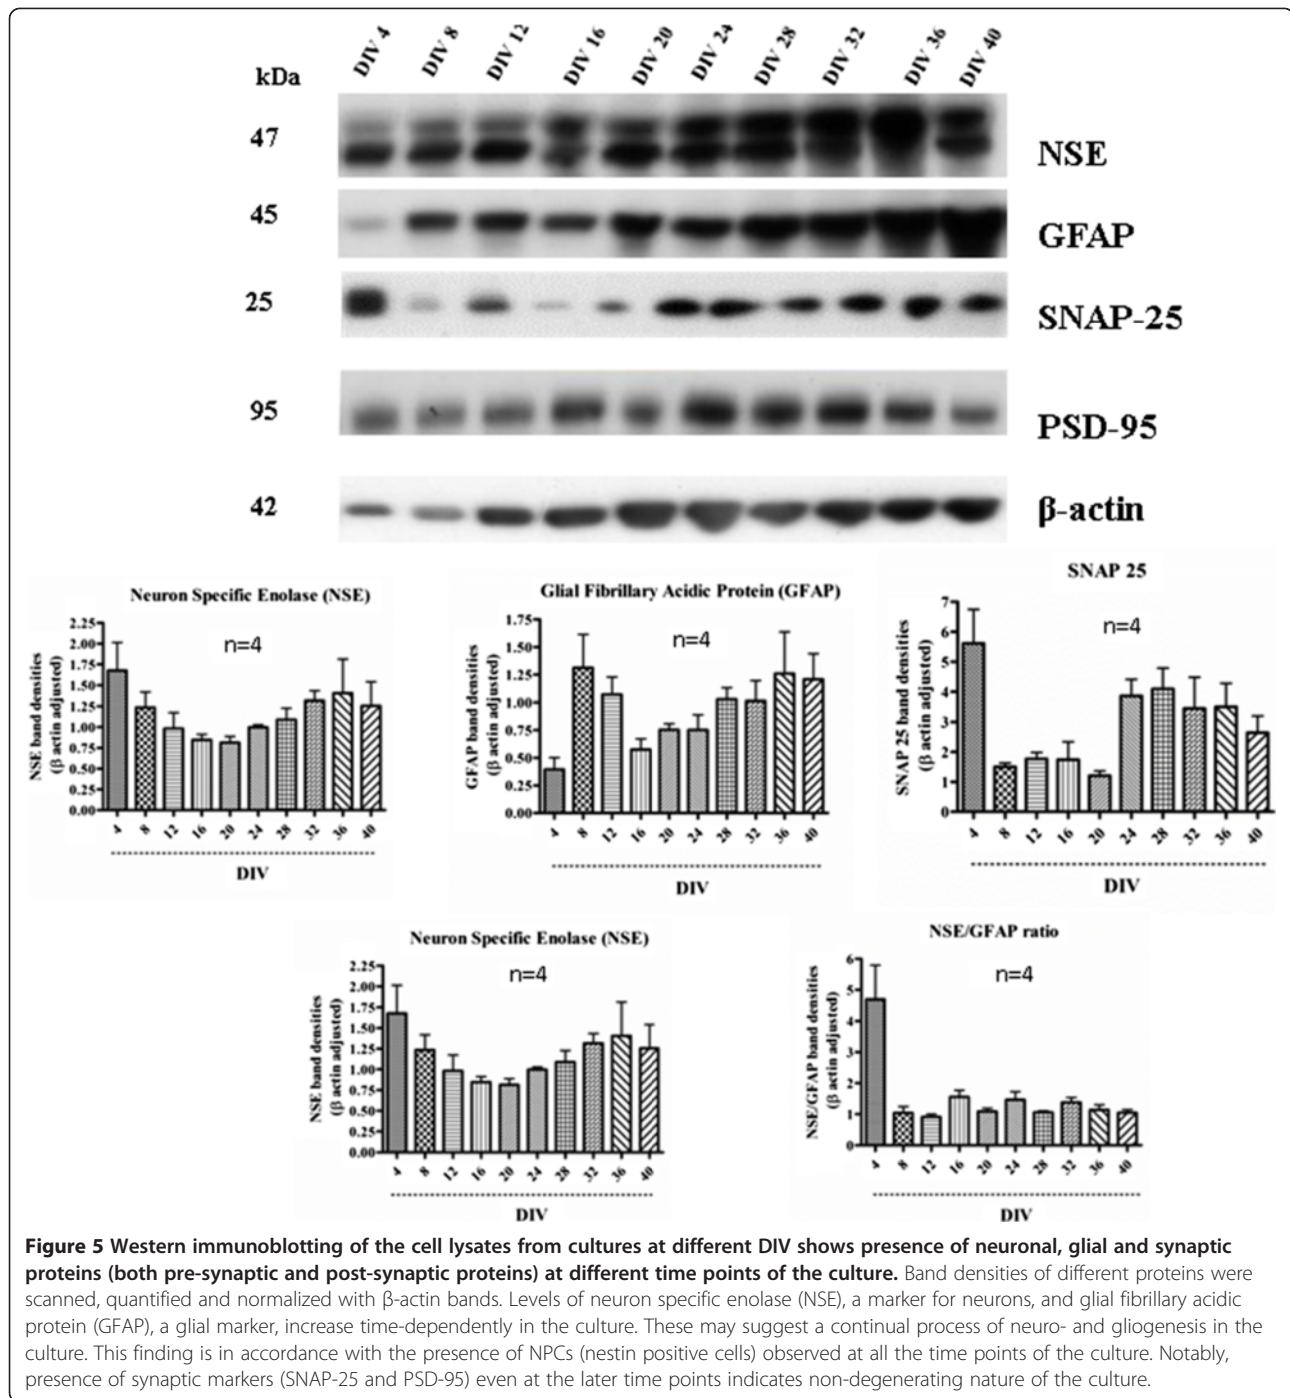 kDa
DIV 4 DIV 8 DIV 12 DIV 16 DIV 20 DIV 24 DIV 28 DIV 32 DIV 36 DIV 40
47 NSE
45 GFAP
25 SNAP-25
95 PSD-95
42 β-actin
Neuron Specific Enolase (NSE)
n=4
NSE band densities
(β actin adjusted)
2.25
2.00
1.75
1.50
1.25
1.00
0.75
0.50
0.25
0.00
4 8 12 16 20 24 28 32 36 40
DIV
Glial Fibrillary Acidic Protein (GFAP)
n=4
GFAP band densities
(β actin adjusted)
1.75
1.50
1.25
1.00
0.75
0.50
0.25
0.00
4 8 12 16 20 24 28 32 36 40
DIV
SNAP 25
n=4
SNAP 25 band densities
(β actin adjusted)
7
6
5
4
3
2
1
0
4 8 12 16 20 24 28 32 36 40
DIV
Neuron Specific Enolase (NSE)
n=4
NSE band densities
(β actin adjusted)
2.25
2.00
1.75
1.50
1.25
1.00
0.75
0.50
0.25
0.00
4 8 12 16 20 24 28 32 36 40
DIV
NSE/GFAP ratio
n=4
NSE/GFAP band densities
(β actin adjusted)
6
5
4
3
2
1
0
4 8 12 16 20 24 28 32 36 40
DIV
Figure 5 Western immunoblotting of the cell lysates from cultures at different DIV shows presence of neuronal, glial and synaptic
proteins (both pre-synaptic and post-synaptic proteins) at different time points of the culture. Band densities of different proteins were
scanned, quantified and normalized with β-actin bands. Levels of neuron specific enolase (NSE), a marker for neurons, and glial fibrillary acidic
protein (GFAP), a glial marker, increase time-dependently in the culture. These may suggest a continual process of neuro- and gliogenesis in the
culture. This finding is in accordance with the presence of NPCs (nestin positive cells) observed at all the time points of the culture. Notably,
presence of synaptic markers (SNAP-25 and PSD-95) even at the later time points indicates non-degenerating nature of the culture.